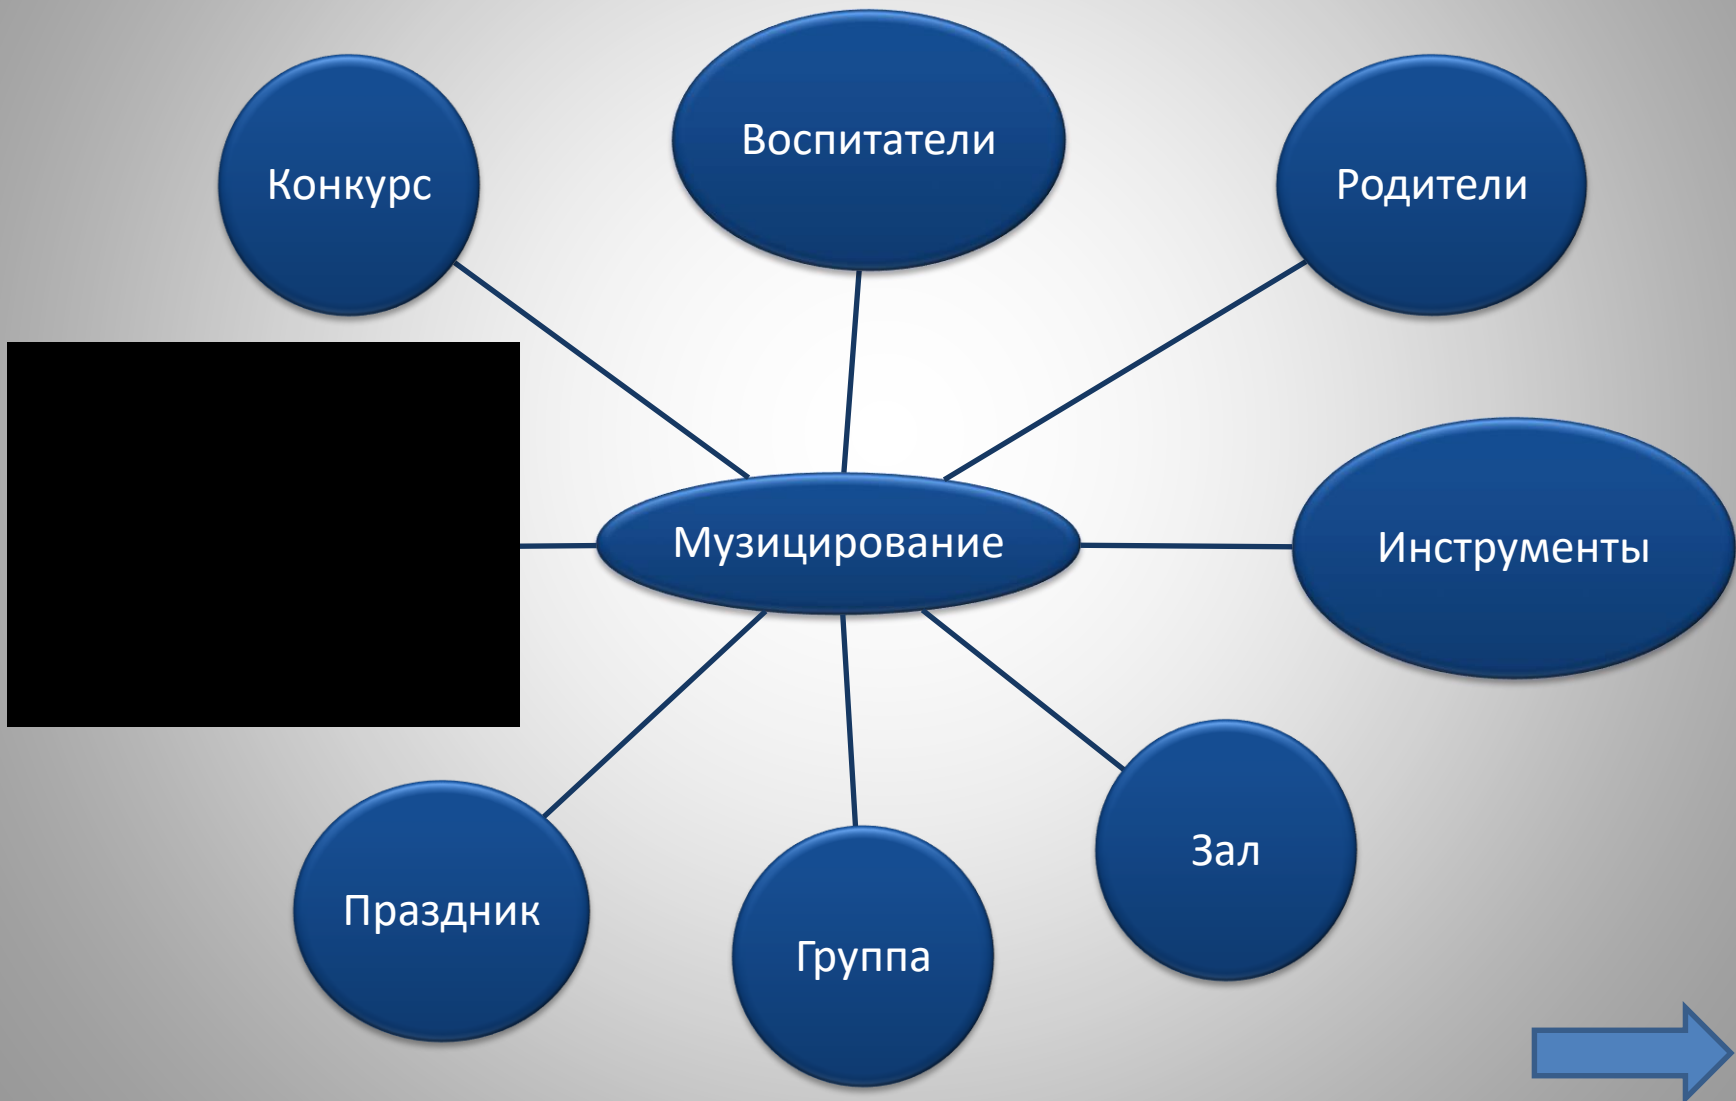 Воспитатели
Конкурс
Родители
Музицирование
Инструменты
Зал
Праздник
Группа